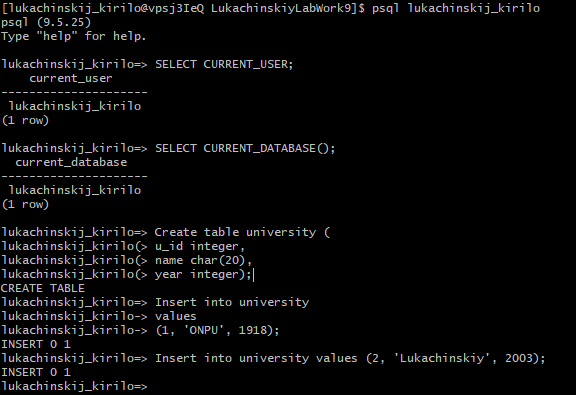 [lukachinskij_kirilo@vpsj3IeQ LukachinskiyLabWork9]$ psql lukachinskij_kirilo
psql (9.5.25)
Type "help" for help.

lukachinskij_kirilo=> SELECT CURRENT_USER;
    current_user
---------------------
 lukachinskij_kirilo
(1 row)

lukachinskij_kirilo=> SELECT CURRENT_DATABASE();
  current_database
---------------------
 lukachinskij_kirilo
(1 row)

lukachinskij_kirilo=> Create table university (
lukachinskij_kirilo(> u_id integer,
lukachinskij_kirilo(> name char(20),
lukachinskij_kirilo(> year integer);
CREATE TABLE
lukachinskij_kirilo=> Insert into university
lukachinskij_kirilo-> values
lukachinskij_kirilo-> (1, 'ONPU', 1918);
INSERT 0 1
lukachinskij_kirilo=> Insert into university values (2, 'Lukachinskiy', 2003);
INSERT 0 1
lukachinskij_kirilo=>